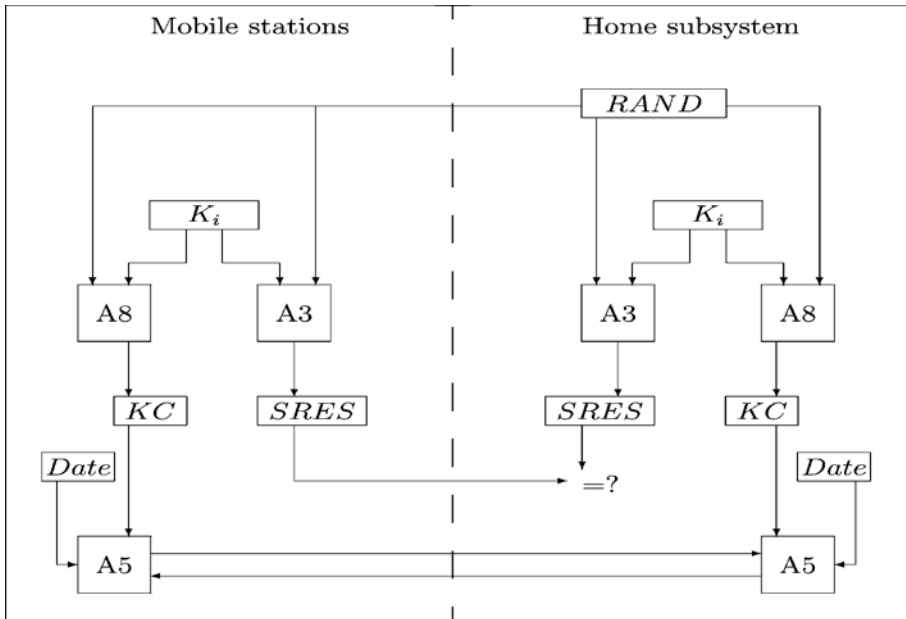 Mobile stations Home subsystem
RAND
K_i K_i
A8 A3 A3 A8
KC SRES SRES KC
Date =? Date
A5 A5